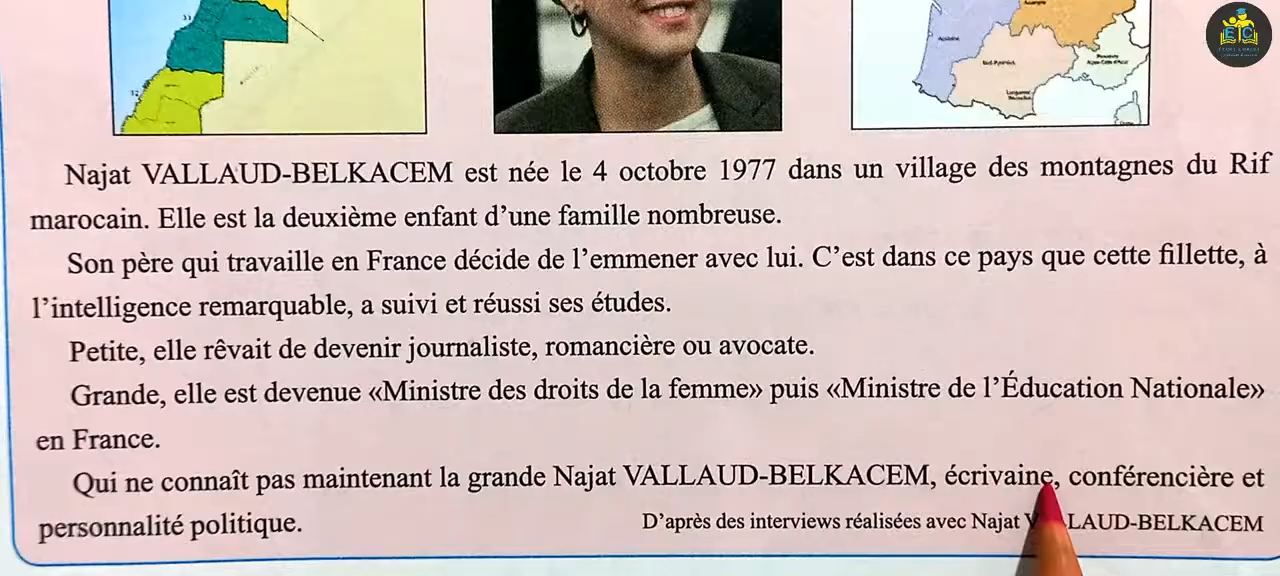 Najat VALLAUD-BELKACEM est née le 4 octobre 1977 dans un village des montagnes du Rif
marocain. Elle est la deuxième enfant d’une famille nombreuse.
Son père qui travaille en France décide de l’emmener avec lui. C’est dans ce pays que cette fillette, à
l’intelligence remarquable, a suivi et réussi ses études.
Petite, elle rêvait de devenir journaliste, romancière ou avocate.
Grande, elle est devenue «Ministre des droits de la femme» puis «Ministre de l’Éducation Nationale»
en France.
Qui ne connaît pas maintenant la grande Najat VALLAUD-BELKACEM, écrivaine, conférencière et
personnalité politique.
D’après des interviews réalisées avec Najat LAUD-BELKACEM